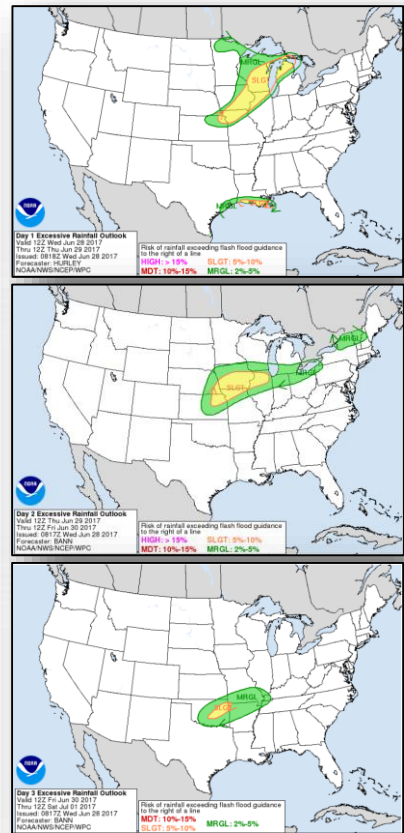 MRGL
SLGT
MRGL
noaa
Day 1 Excessive Rainfall Outlook
Valid 12Z Wed Jun 28 2017
Thru 12Z Thu Jun 29 2017
Issued: 0818Z Wed Jun 28 2017
Forecaster: HURLEY
NOAA/NWS/NCEP/WPC
Risk of rainfall exceeding flash flood guidance
to the right of a line
HIGH: > 15% SLGT: 5%-10%
MDT: 10%-15% MRGL: 2%-5%
MRGL
MRGL
SLGT
noaa
Day 2 Excessive Rainfall Outlook
Valid 12Z Thu Jun 29 2017
Thru 12Z Fri Jun 30 2017
Issued: 0817Z Wed Jun 28 2017
Forecaster: BANN
NOAA/NWS/NCEP/WPC
Risk of rainfall exceeding flash flood guidance
to the right of a line
HIGH: > 15% SLGT: 5%-10%
MDT: 10%-15% MRGL: 2%-5%
MRGL
SLGT
noaa
Day 3 Excessive Rainfall Outlook
Valid 12Z Fri Jun 30 2017
Thru 12Z Sat Jul 01 2017
Issued: 0817Z Wed Jun 28 2017
Forecaster: BANN
NOAA/NWS/NCEP/WPC
Risk of rainfall exceeding flash flood guidance
to the right of a line
MDT: 10%-15% MRGL: 2%-5%
SLGT: 5%-10%